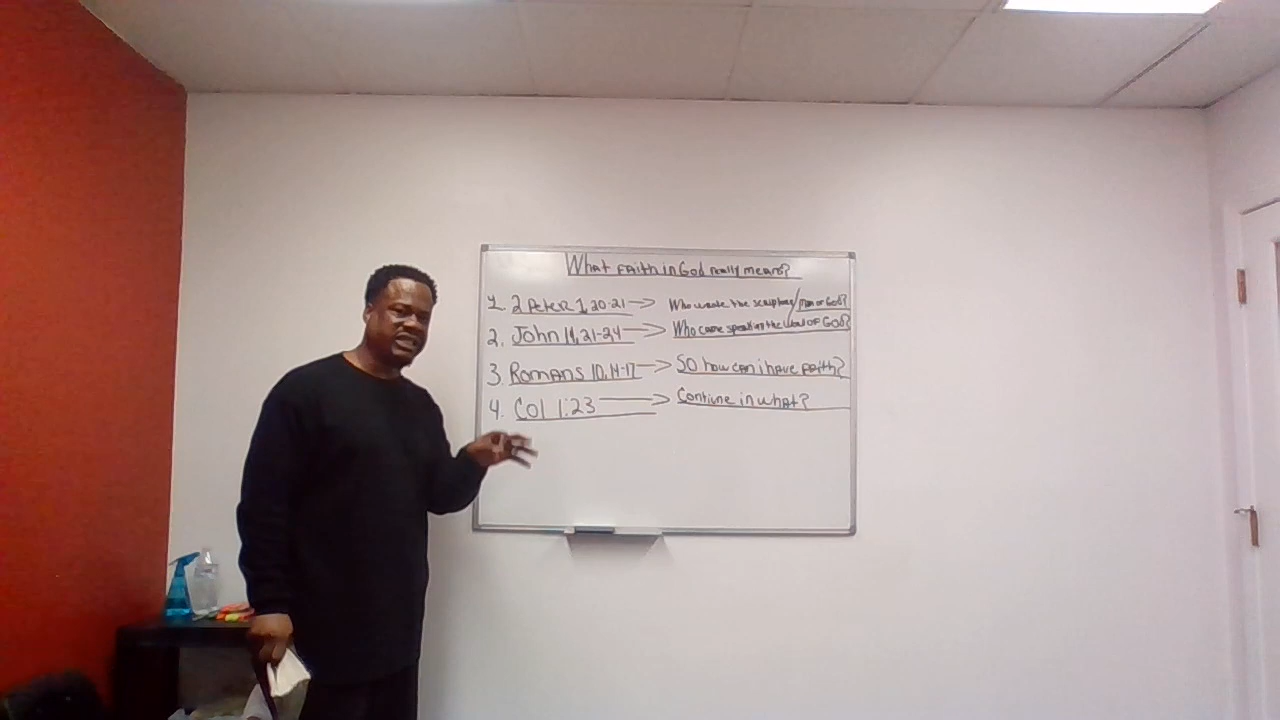 What Faith in God really means?
1. 2 Peter 1,20-21 → Who wrote the scripture/man or God?
2. John 14,21-24 → Who came speaking the word of GOD?
3. Romans 10,14-17 → SO how can i have faith?
4. Col 1:23 → Contiune in what?